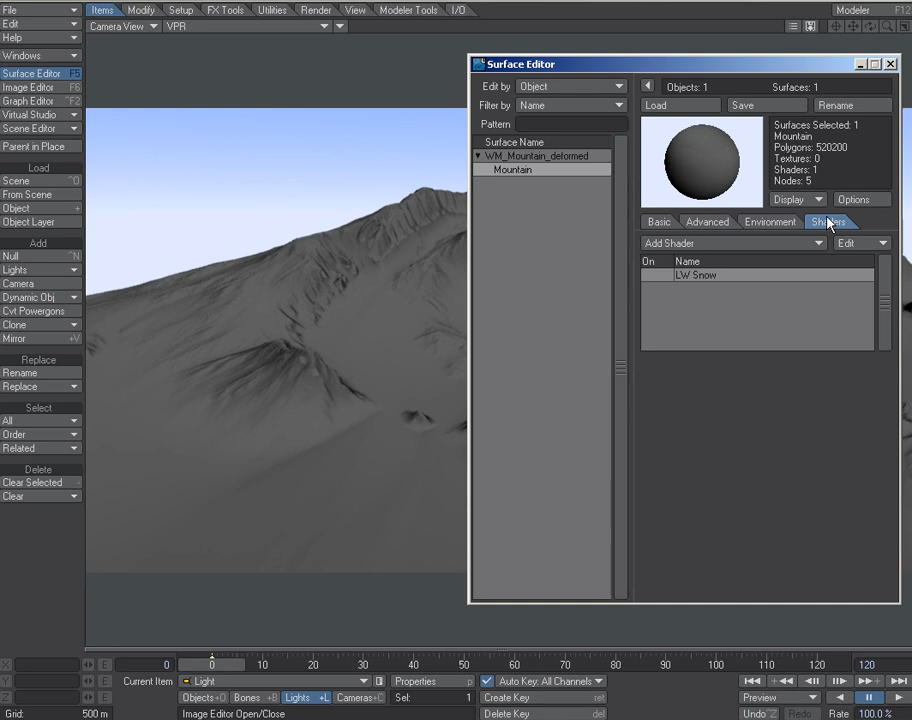 File Items Modify Setup FX Tools Utilities Render View Modeler Tools I/O Modeler F12
Edit
Help
Windows
Surface Editor F5
Image Editor F6
Graph Editor ^F2
Virtual Studio
Scene Editor
Parent in Place
Load
Scene ^O
From Scene
Object +
Object Layer
Add
Null ^N
Lights
Camera
Dynamic Obj
Cvt Powergons
Clone
Mirror +V
Replace
Rename
Replace
Select
All
Order
Related
Delete
Clear Selected -
Clear
Camera View VPR
Surface Editor
Edit by Object
Filter by Name
Pattern
Surface Name
WM_Mountain_deformed
Mountain
Objects: 1 Surfaces: 1
Load Save Rename
Surfaces Selected: 1
Mountain
Polygons: 520200
Textures: 0
Shaders: 1
Nodes: 5
Display Options
Basic Advanced Environment Shaders
Add Shader Edit
On Name
LW Snow
X E 0 0 10 20 30 40 50 60 70 80 90 100 110 120 120
Y E Current Item Light Properties p Auto Key: All Channels
Z E Objects+O Bones +B Lights +L Cameras+C Sel: 1 Create Key ret Preview
Grid: 500 m Image Editor Open/Close Delete Key del Undo^Z Redo Z Rate 100.0 %